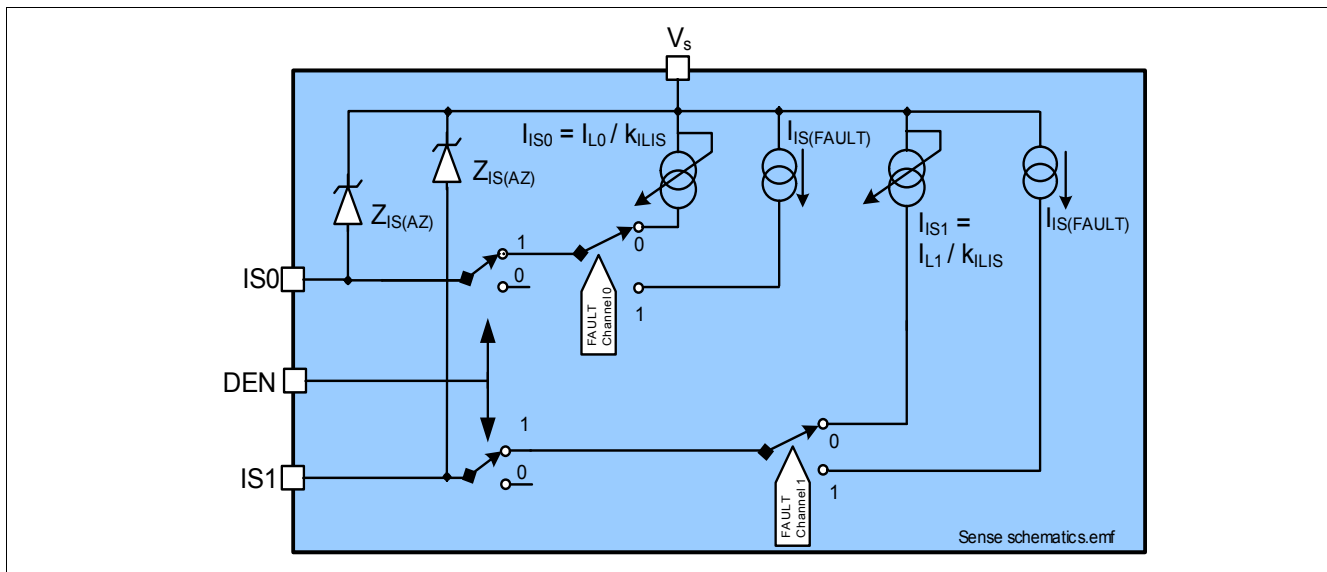 Vs
IIS0 = IL0 / kILIS
IIS(FAULT)
ZIS(AZ)
ZIS(AZ)
IIS1 =
IL1 / kILIS
IIS(FAULT)
1
0
0
1
IS0
FAULT
Channel 0
DEN
1
0
0
1
IS1
FAULT
Channel 1
Sense schematics.emf